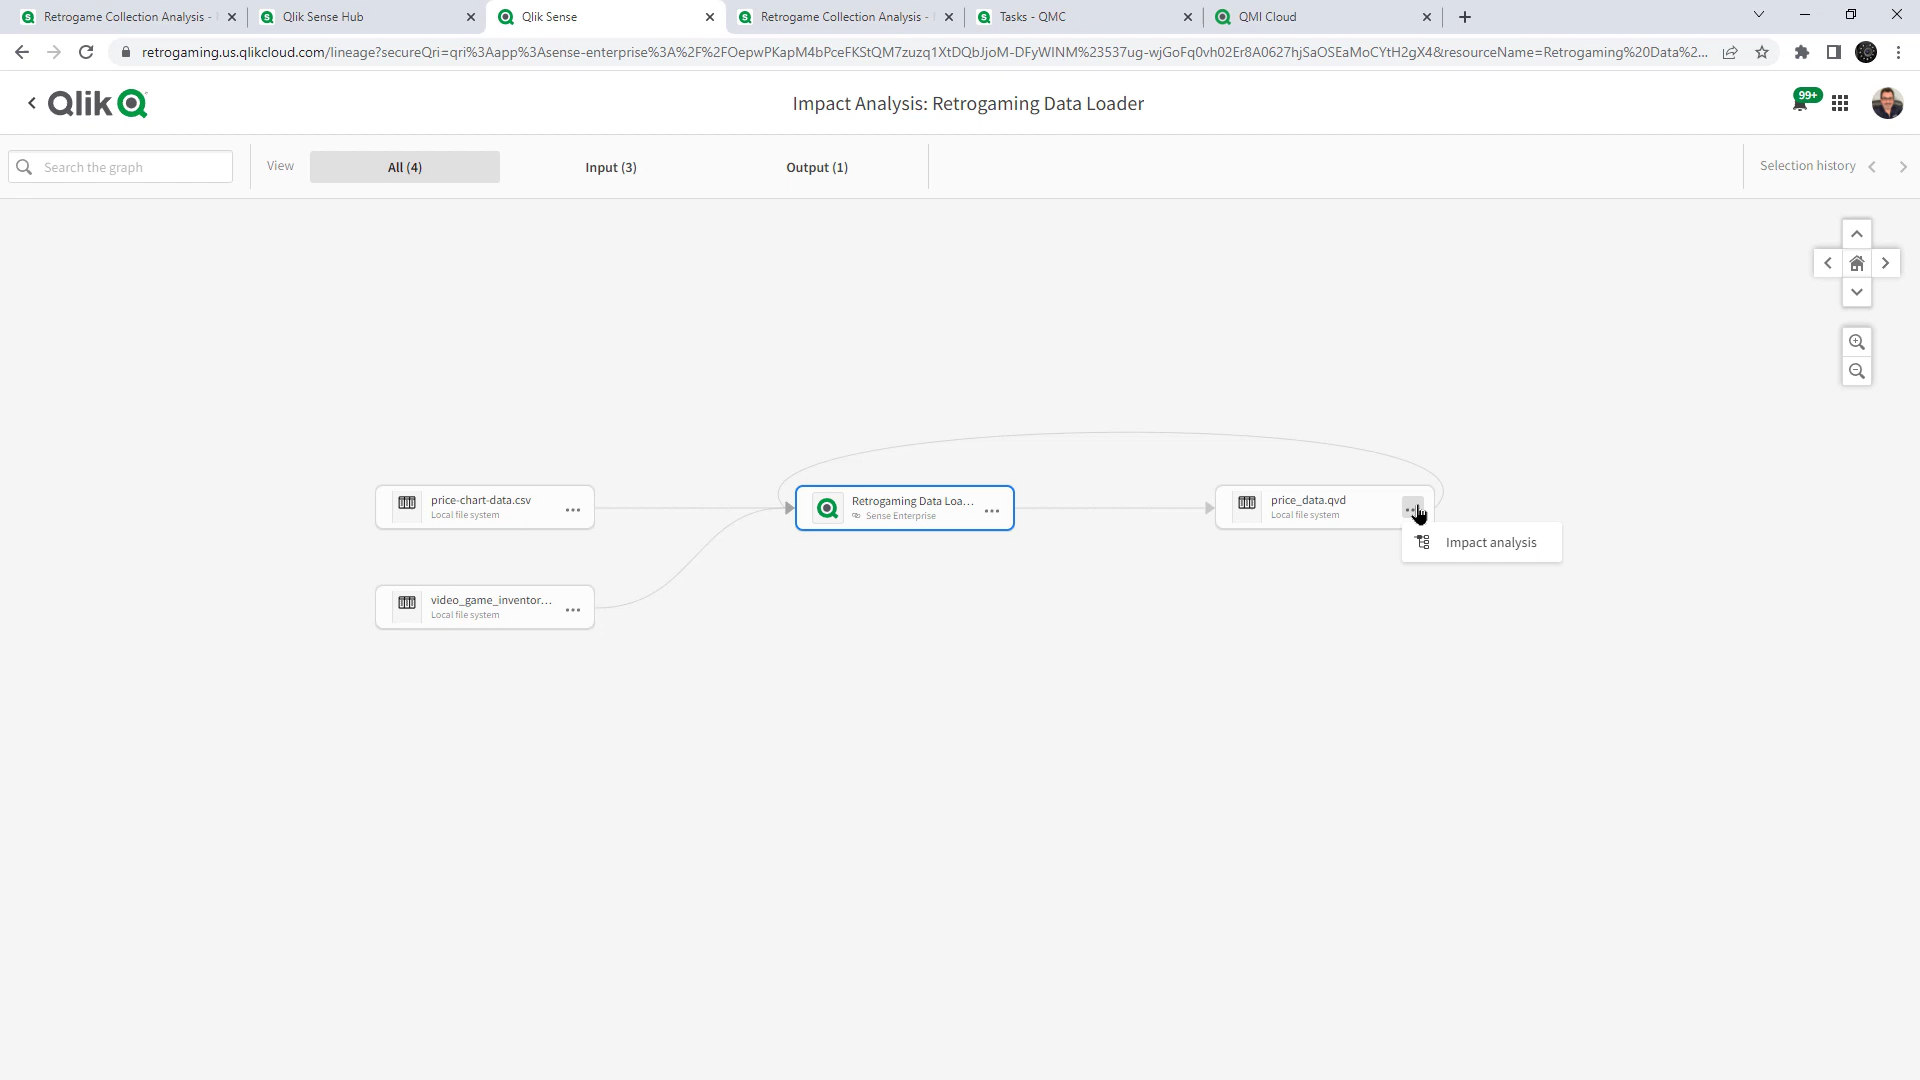 Retrogame Collection Analysis -
Qlik Sense Hub
Qlik Sense
Retrogame Collection Analysis -
Tasks - QMC
QMI Cloud
retrogaming.us.qlikcloud.com/lineage?secureQri=qri%3Aapp%3Asense-enterprise%3A%2F%2FOepwPKapM4bPceFKStQM7zuzq1XtDQbJjoM-DFyWINM%23537ug-wjGoFq0vh02Er8A0627hjSaOSEaMoCYtH2gX4&resourceName=Retrogaming%20Data%2...
Qlik
Impact Analysis: Retrogaming Data Loader
99+
Search the graph
View
All (4)
Input (3)
Output (1)
Selection history
price-chart-data.csv
Local file system
Retrogaming Data Loa...
Sense Enterprise
price_data.qvd
Local file system
Impact analysis
video_game_inventor...
Local file system